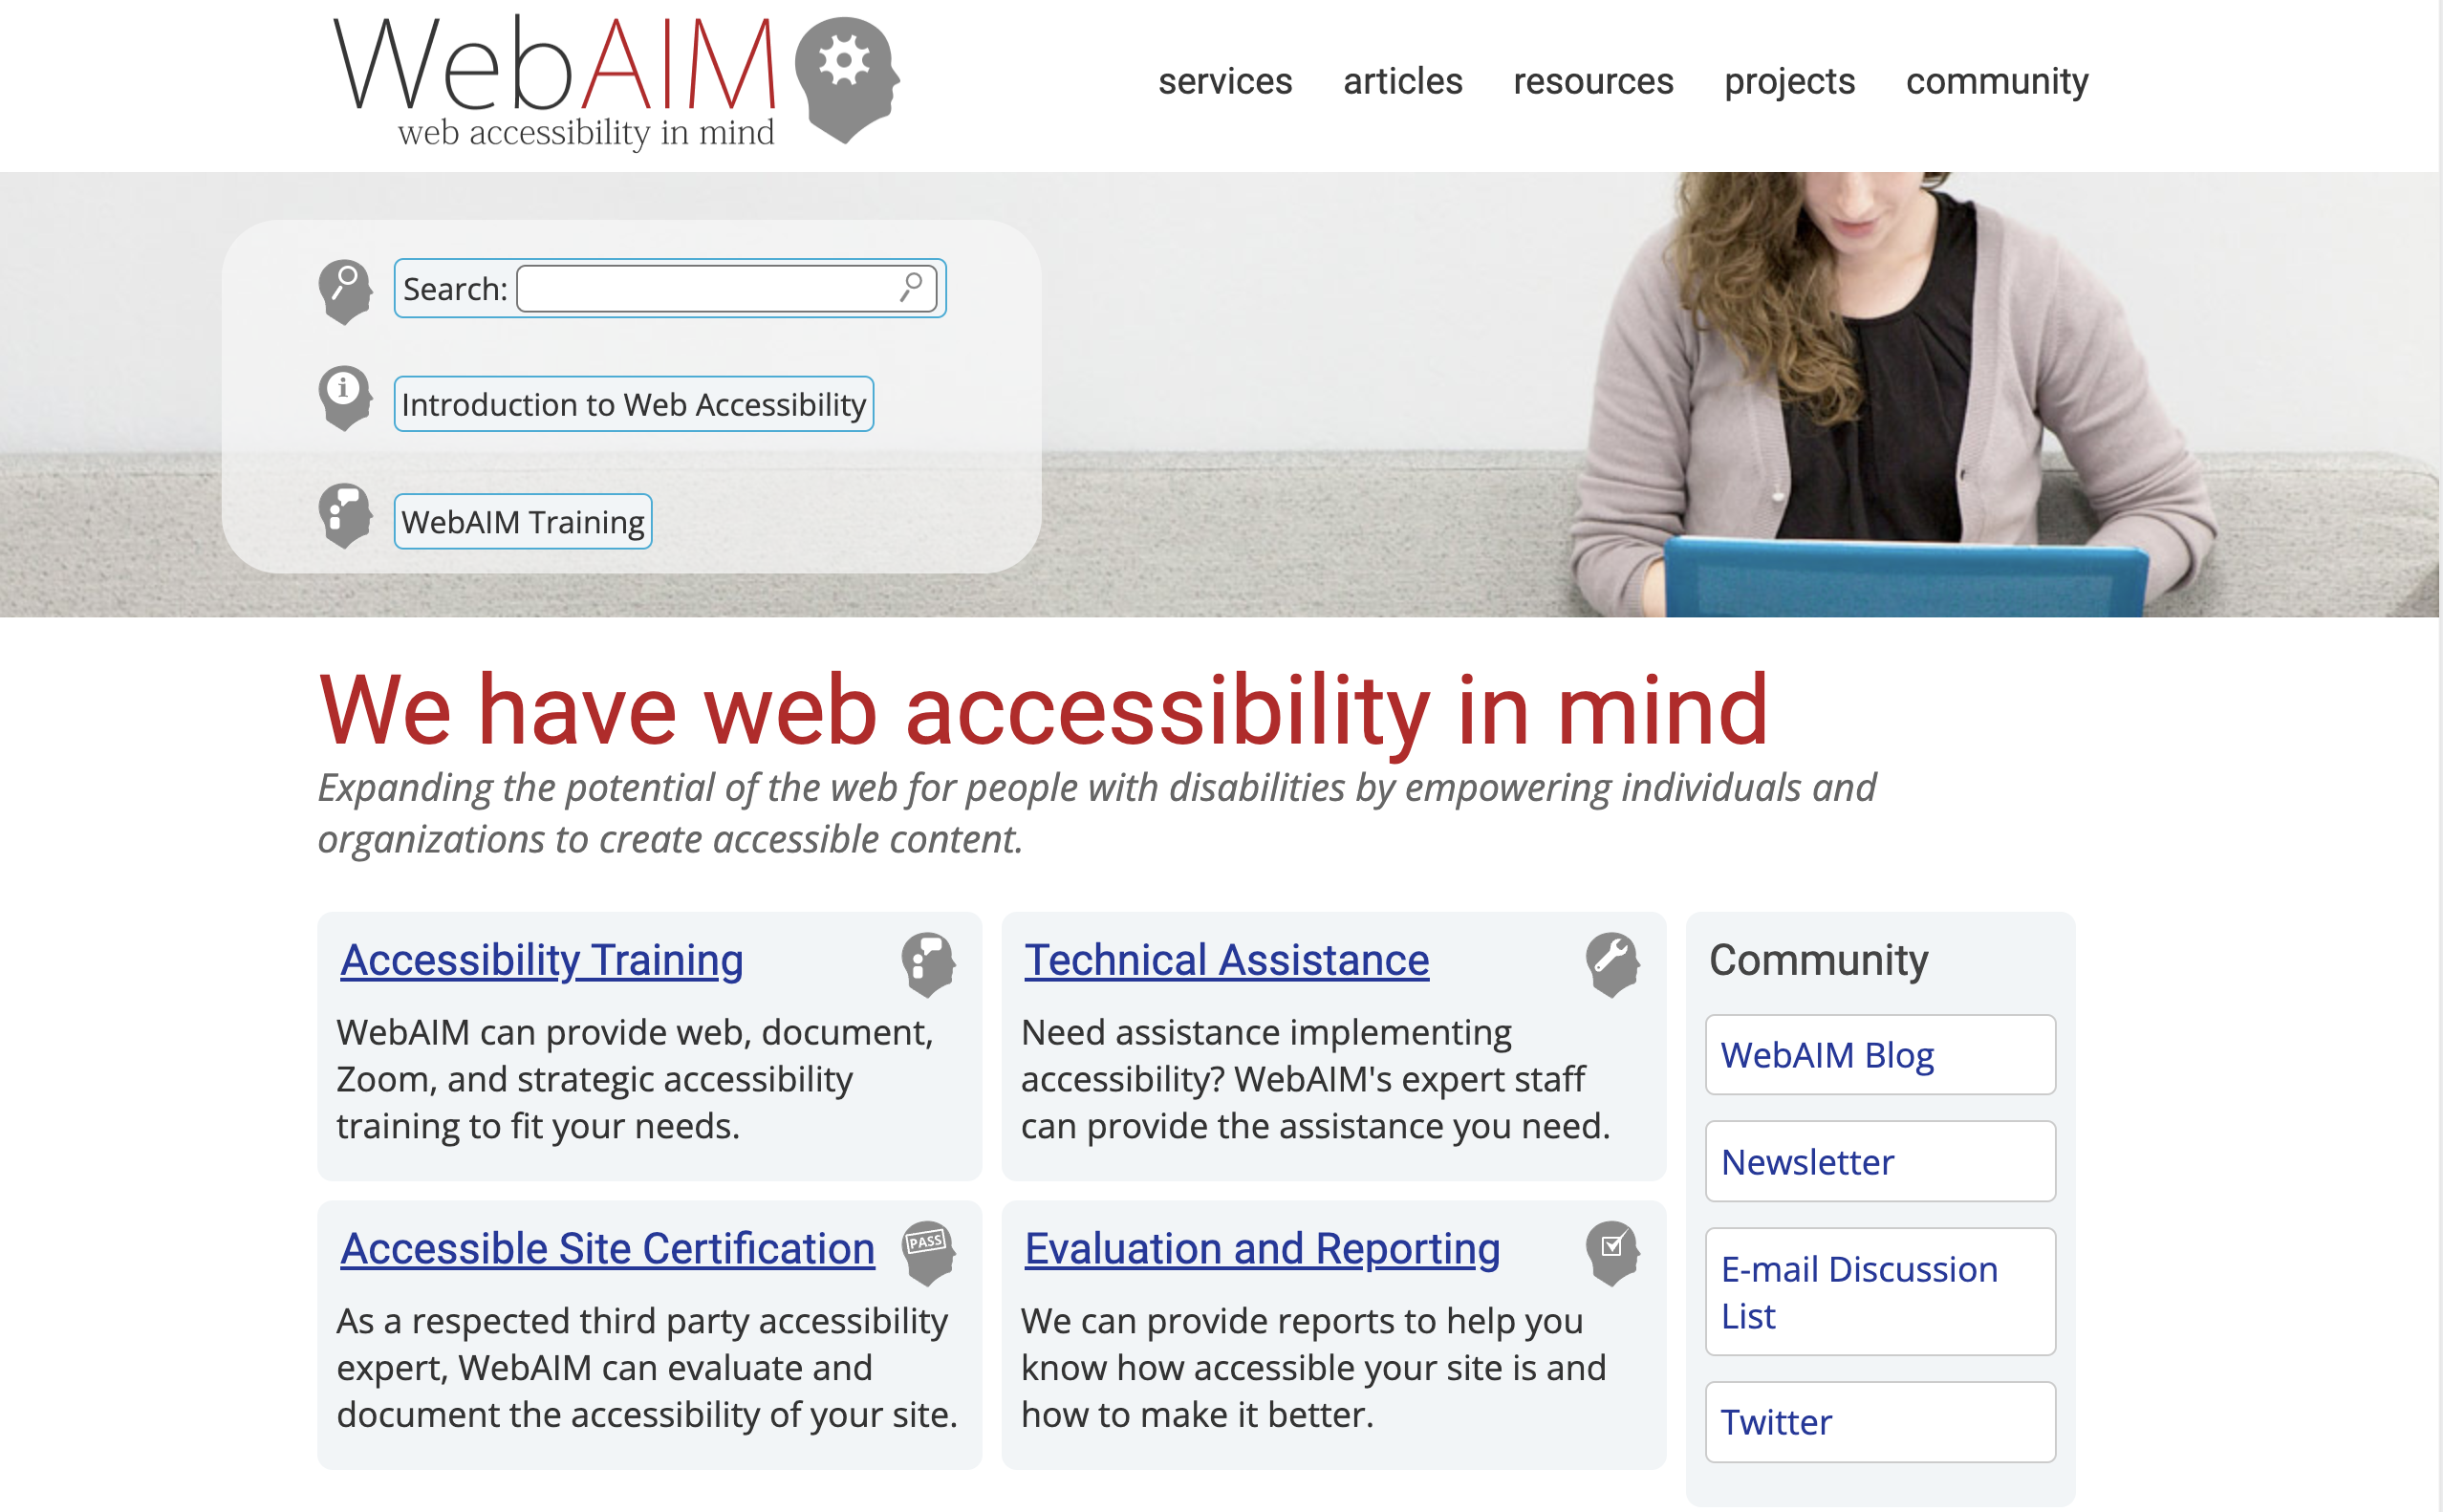 WebAIM
web accessibility in mind
services articles resources projects community
Search:
i
Introduction to Web Accessibility
WebAIM Training
We have web accessibility in mind
Expanding the potential of the web for people with disabilities by empowering individuals and
organizations to create accessible content.
Accessibility Training
WebAIM can provide web, document,
Zoom, and strategic accessibility
training to fit your needs.
Technical Assistance
Need assistance implementing
accessibility? WebAIM's expert staff
can provide the assistance you need.
Accessible Site Certification
PASS
As a respected third party accessibility
expert, WebAIM can evaluate and
document the accessibility of your site.
Evaluation and Reporting
We can provide reports to help you
know how accessible your site is and
how to make it better.
Community
WebAIM Blog
Newsletter
E-mail Discussion
List
Twitter